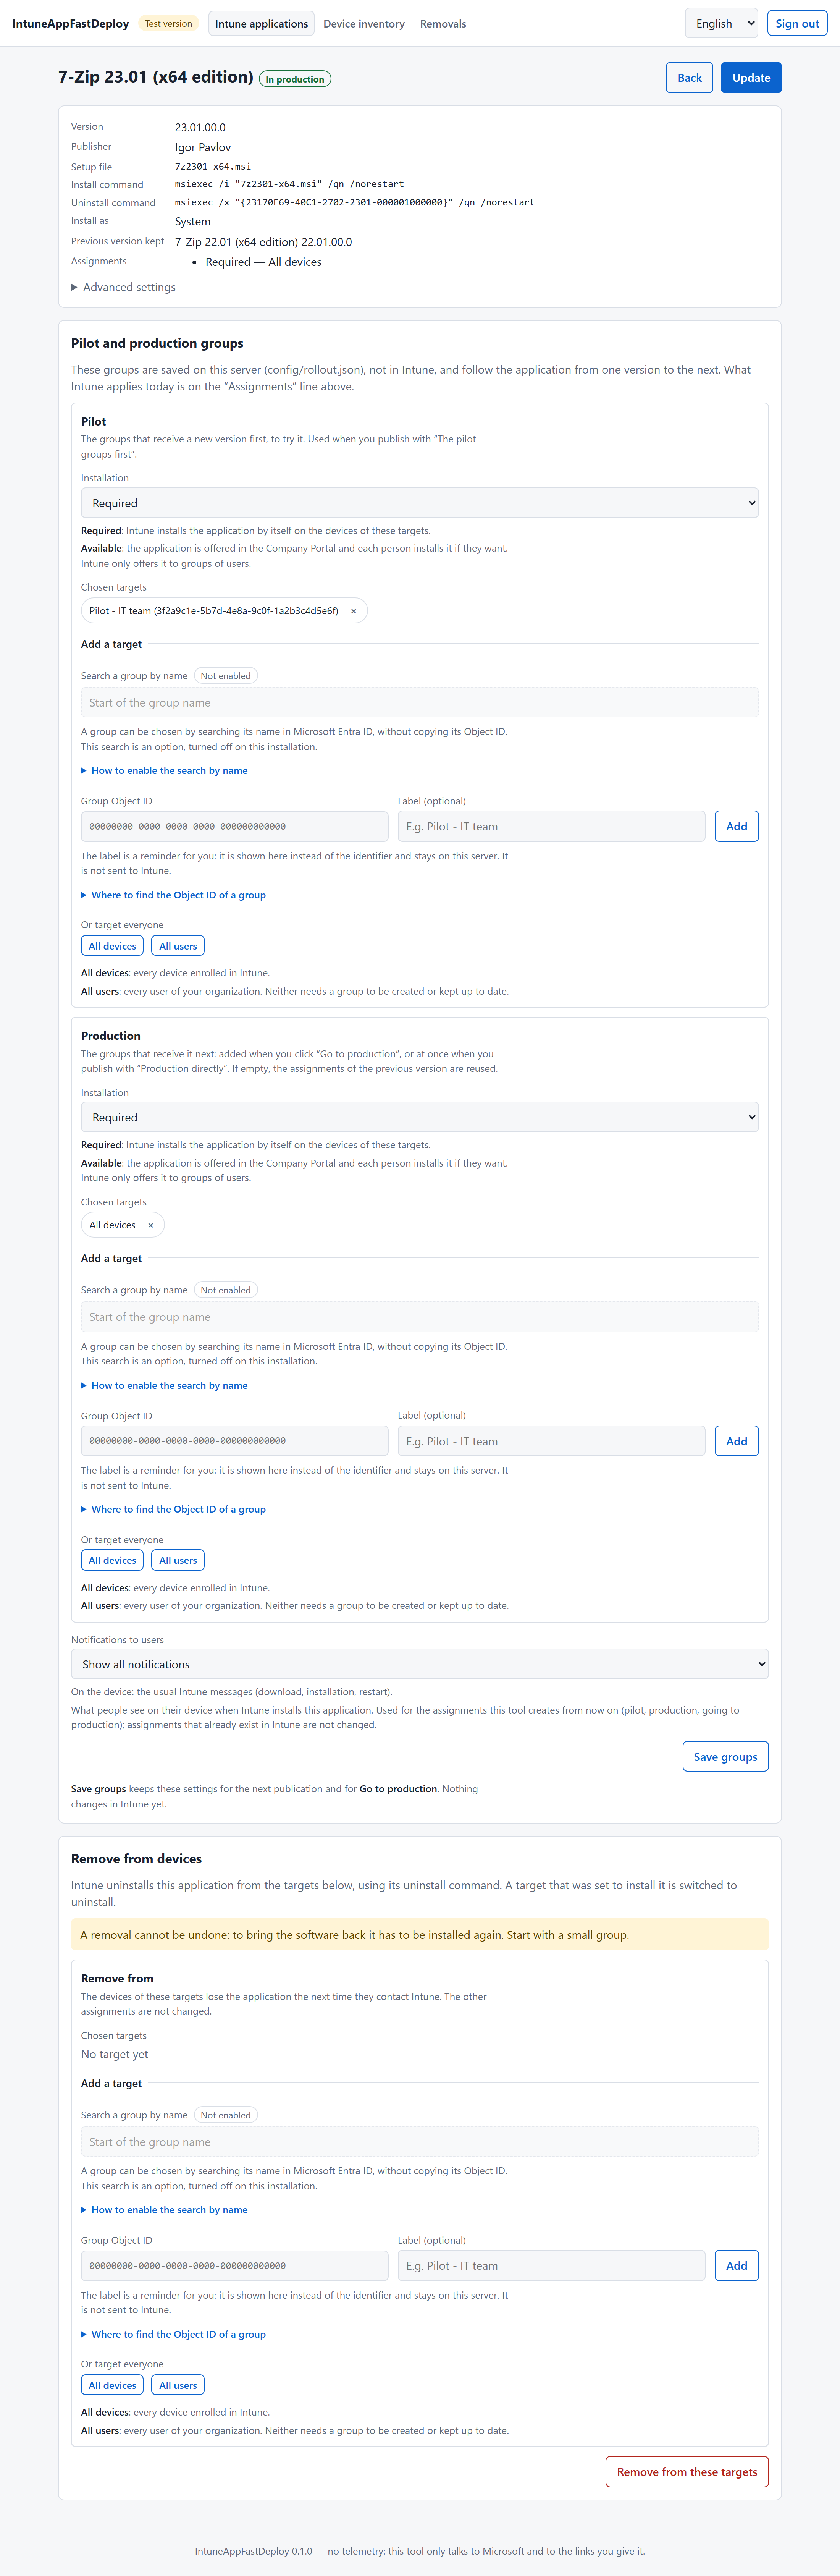 IntuneAppFastDeploy Test version Intune applications Device inventory Removals English Sign out
7-Zip 23.01 (x64 edition) In production Back Update
Version 23.01.00.0
Publisher Igor Pavlov
Setup file 7z2301-x64.msi
Install command msiexec /i "7z2301-x64.msi" /qn /norestart
Uninstall command msiexec /x "{23170F69-40C1-2702-2301-000001000000}" /qn /norestart
Install as System
Previous version kept 7-Zip 22.01 (x64 edition) 22.01.00.0
Assignments • Required — All devices
▶ Advanced settings
Pilot and production groups
These groups are saved on this server (config/rollout.json), not in Intune, and follow the application from one version to the next. What
Intune applies today is on the “Assignments” line above.
Pilot
The groups that receive a new version first, to try it. Used when you publish with “The pilot
groups first”.
Installation
Required
Required: Intune installs the application by itself on the devices of these targets.
Available: the application is offered in the Company Portal and each person installs it if they want.
Intune only offers it to groups of users.
Chosen targets
Pilot - IT team (3f2a9c1e-5b7d-4e8a-9c0f-1a2b3c4d5e6f) ×
Add a target
Search a group by name Not enabled
Start of the group name
A group can be chosen by searching its name in Microsoft Entra ID, without copying its Object ID.
This search is an option, turned off on this installation.
▶ How to enable the search by name
Group Object ID Label (optional)
00000000-0000-0000-0000-000000000000 E.g. Pilot - IT team Add
The label is a reminder for you: it is shown here instead of the identifier and stays on this server. It
is not sent to Intune.
▶ Where to find the Object ID of a group
Or target everyone
All devices All users
All devices: every device enrolled in Intune.
All users: every user of your organization. Neither needs a group to be created or kept up to date.
Production
The groups that receive it next: added when you click “Go to production”, or at once when you
publish with “Production directly”. If empty, the assignments of the previous version are reused.
Installation
Required
Required: Intune installs the application by itself on the devices of these targets.
Available: the application is offered in the Company Portal and each person installs it if they want.
Intune only offers it to groups of users.
Chosen targets
All devices ×
Add a target
Search a group by name Not enabled
Start of the group name
A group can be chosen by searching its name in Microsoft Entra ID, without copying its Object ID.
This search is an option, turned off on this installation.
▶ How to enable the search by name
Group Object ID Label (optional)
00000000-0000-0000-0000-000000000000 E.g. Pilot - IT team Add
The label is a reminder for you: it is shown here instead of the identifier and stays on this server. It
is not sent to Intune.
▶ Where to find the Object ID of a group
Or target everyone
All devices All users
All devices: every device enrolled in Intune.
All users: every user of your organization. Neither needs a group to be created or kept up to date.
Notifications to users
Show all notifications
On the device: the usual Intune messages (download, installation, restart).
What people see on their device when Intune installs this application. Used for the assignments this tool creates from now on (pilot, production, going to
production); assignments that already exist in Intune are not changed.
Save groups
Save groups keeps these settings for the next publication and for Go to production. Nothing
changes in Intune yet.
Remove from devices
Intune uninstalls this application from the targets below, using its uninstall command. A target that was set to install it is switched to
uninstall.
A removal cannot be undone: to bring the software back it has to be installed again. Start with a small group.
Remove from
The devices of these targets lose the application the next time they contact Intune. The other
assignments are not changed.
Chosen targets
No target yet
Add a target
Search a group by name Not enabled
Start of the group name
A group can be chosen by searching its name in Microsoft Entra ID, without copying its Object ID.
This search is an option, turned off on this installation.
▶ How to enable the search by name
Group Object ID Label (optional)
00000000-0000-0000-0000-000000000000 E.g. Pilot - IT team Add
The label is a reminder for you: it is shown here instead of the identifier and stays on this server. It
is not sent to Intune.
▶ Where to find the Object ID of a group
Or target everyone
All devices All users
All devices: every device enrolled in Intune.
All users: every user of your organization. Neither needs a group to be created or kept up to date.
Remove from these targets
IntuneAppFastDeploy 0.1.0 — no telemetry: this tool only talks to Microsoft and to the links you give it.